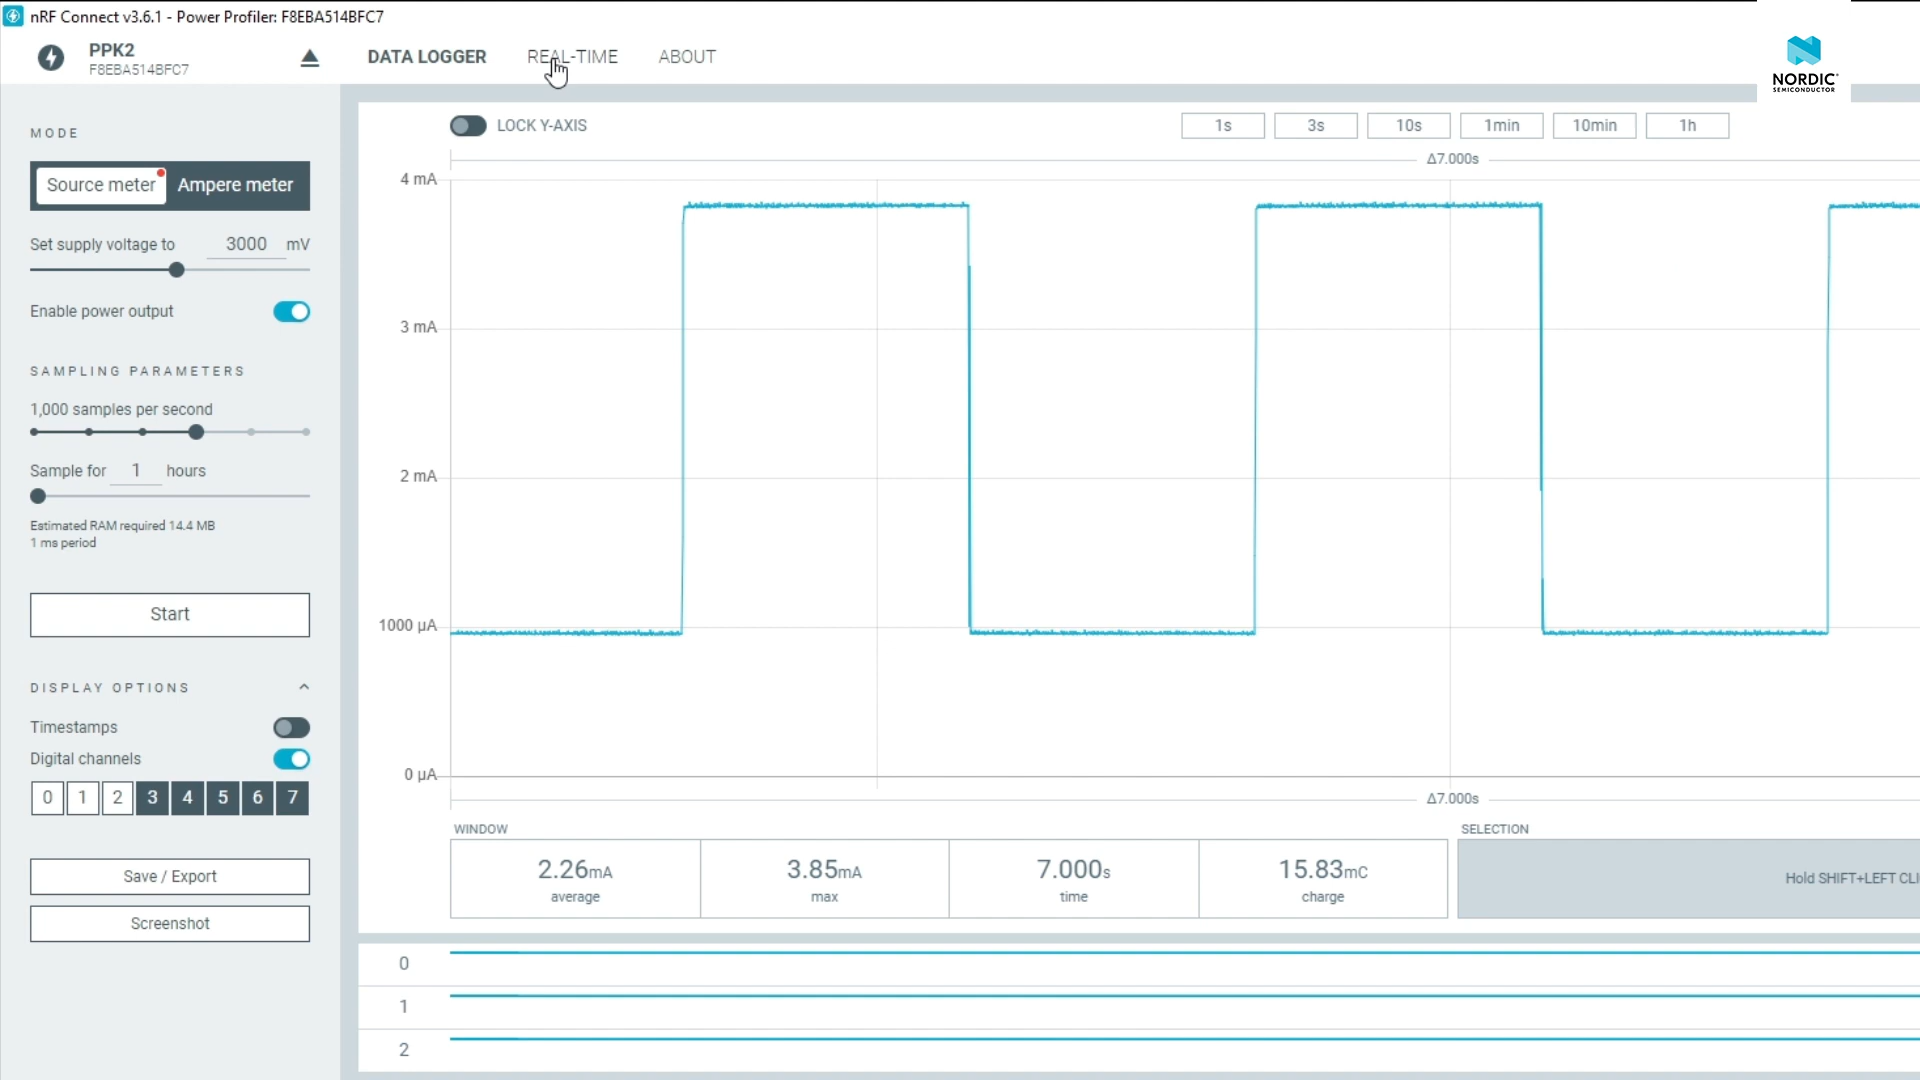 nRF Connect v3.6.1 - Power Profiler: F8EBA514BFC7
PPK2
F8EBA514BFC7
DATA LOGGER
REAL-TIME
ABOUT
NORDIC
SEMICONDUCTOR
MODE
Source meter
Ampere meter
Set supply voltage to 3000 mV
Enable power output
SAMPLING PARAMETERS
1,000 samples per second
Sample for 1 hours
Estimated RAM required 14.4 MB
1 ms period
Start
DISPLAY OPTIONS
Timestamps
Digital channels
0 1 2 3 4 5 6 7
Save / Export
Screenshot
LOCK Y-AXIS
1s 3s 10s 1min 10min 1h
Δ7.000s
4 mA
3 mA
2 mA
1000 µA
0 µA
Δ7.000s
WINDOW
2.26mA
average
3.85mA
max
7.000s
time
15.83mC
charge
SELECTION
Hold SHIFT+LEFT CLI
0
1
2